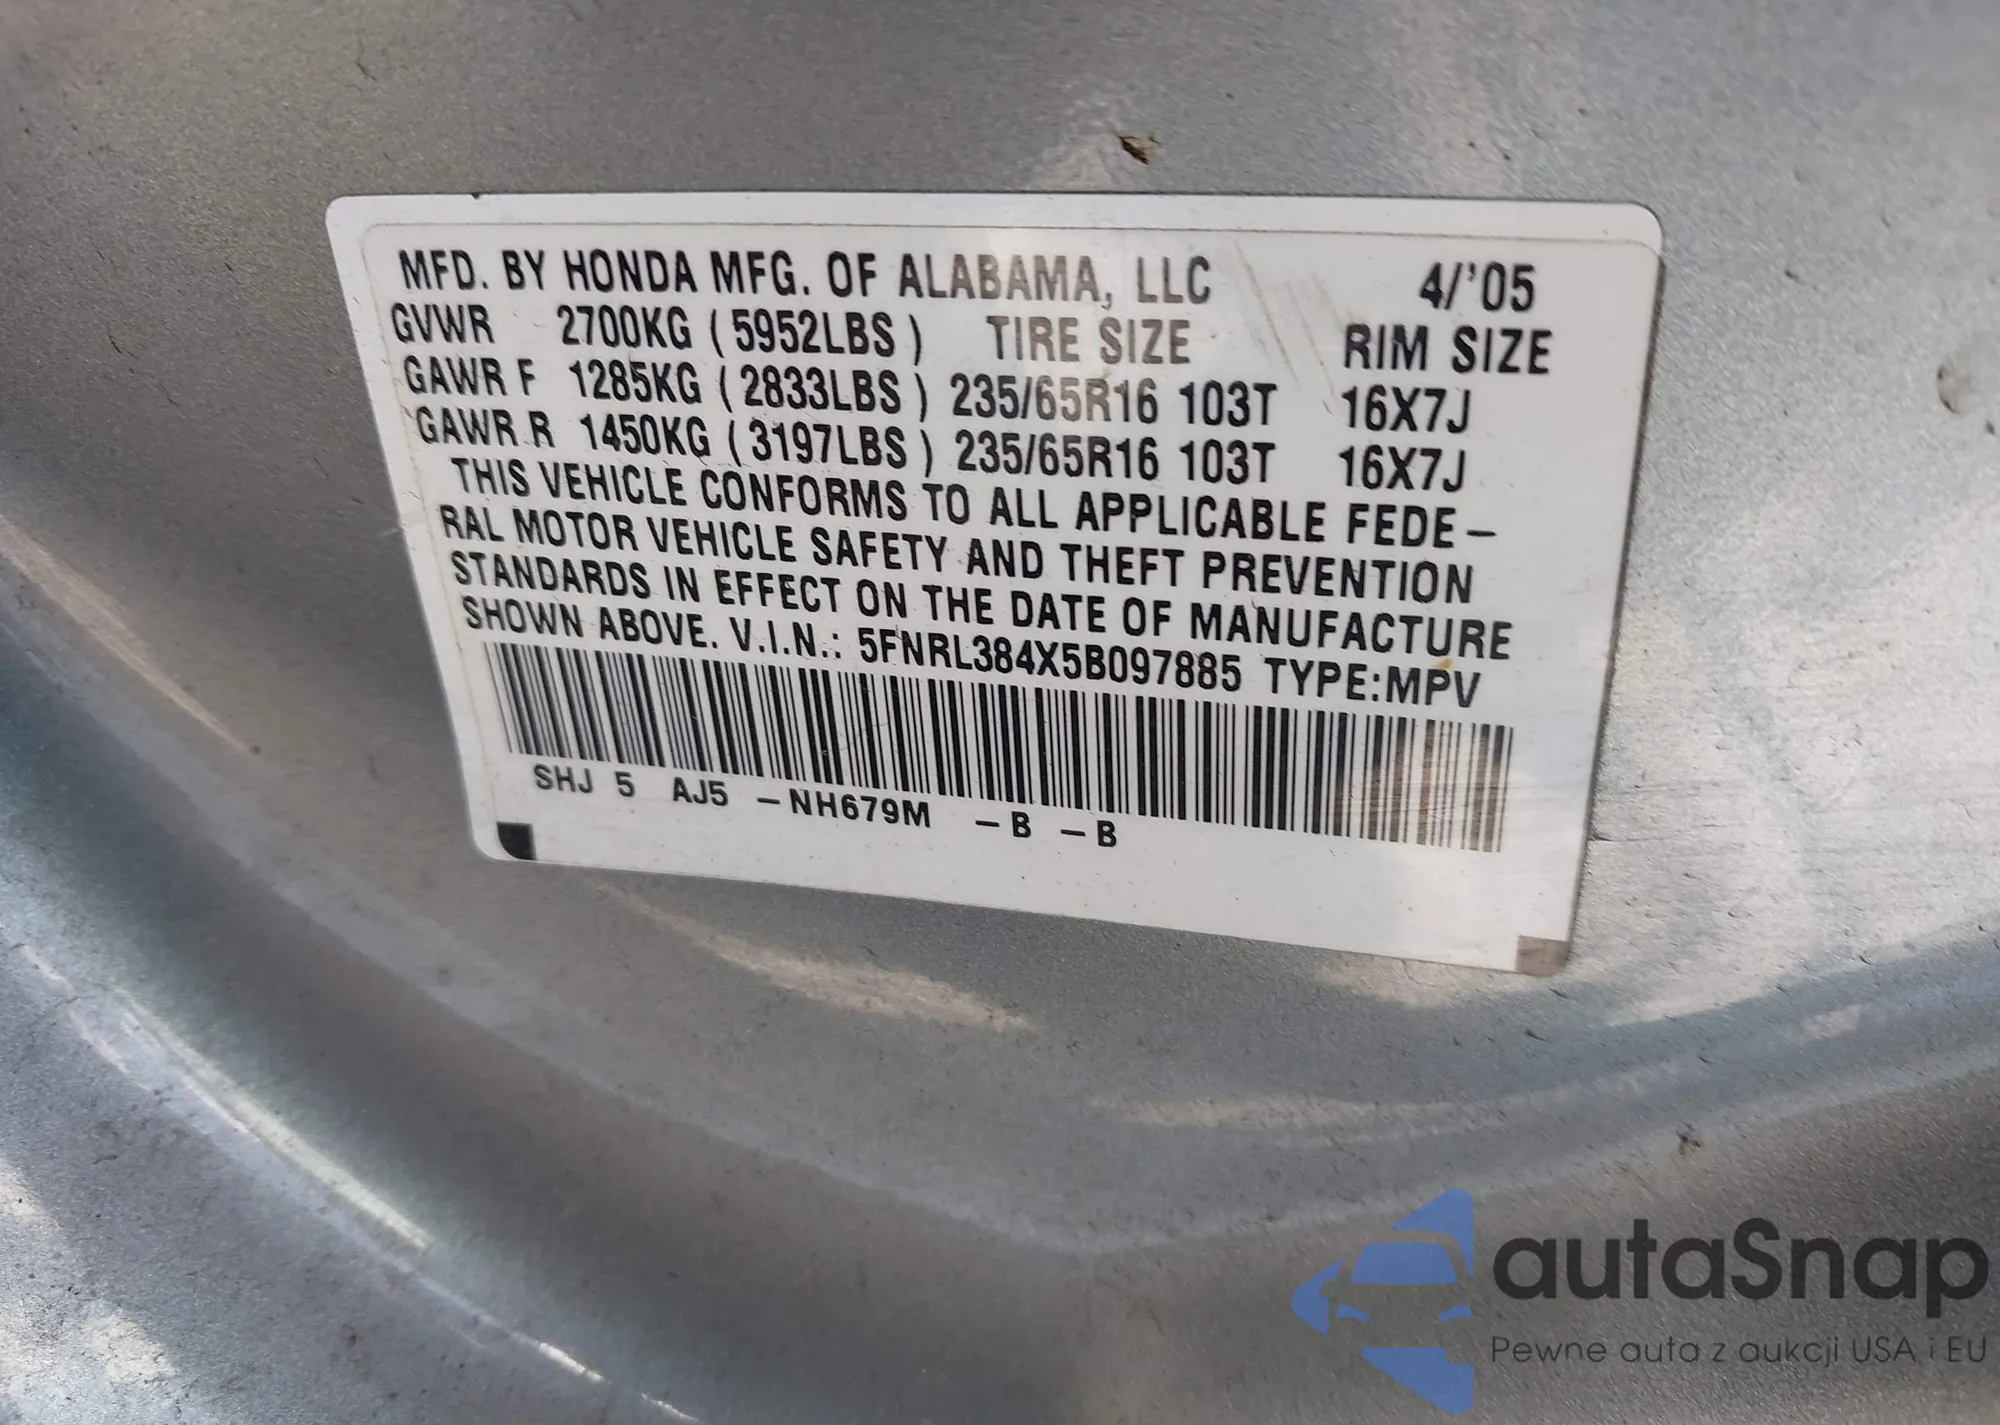 MFD. BY HONDA MFG. OF ALABAMA, LLC 4/'05
GVWR 2700KG (5952LBS) TIRE SIZE RIM SIZE
GAWR F 1285KG (2833LBS) 235/65R16 103T 16X7J
GAWR R 1450KG (3197LBS) 235/65R16 103T 16X7J
THIS VEHICLE CONFORMS TO ALL APPLICABLE FEDE-
RAL MOTOR VEHICLE SAFETY AND THEFT PREVENTION
STANDARDS IN EFFECT ON THE DATE OF MANUFACTURE
SHOWN ABOVE. V.I.N.: 5FNRL384X5B097885 TYPE:MPV
SHJ 5 AJ5 -NH679M -B -B
autaSnap
Pewne auta z aukcji USA i EU